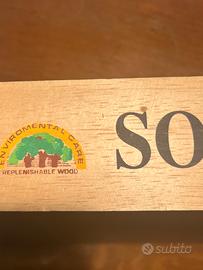 ENVIROMENTAL CARE
REPLENISHABLE WOOD
SO
subito